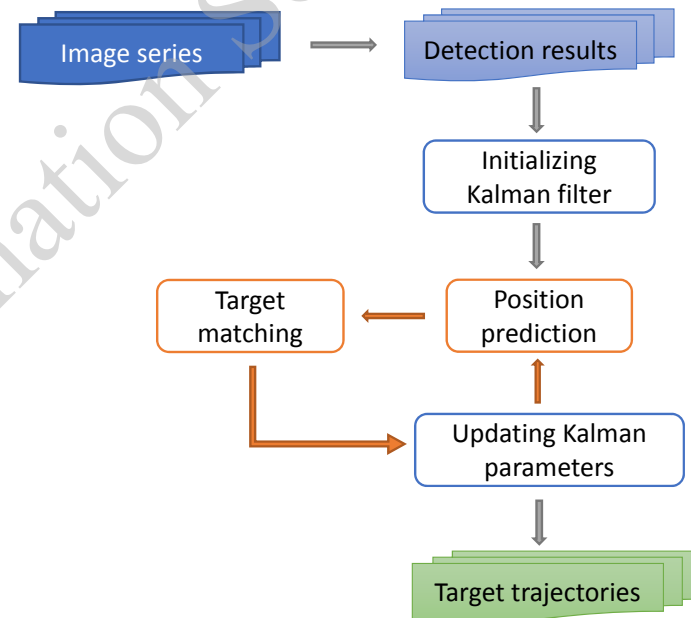 Image series
Detection results
Initializing
Kalman filter
Target
matching
Position
prediction
Updating Kalman
parameters
Target trajectories